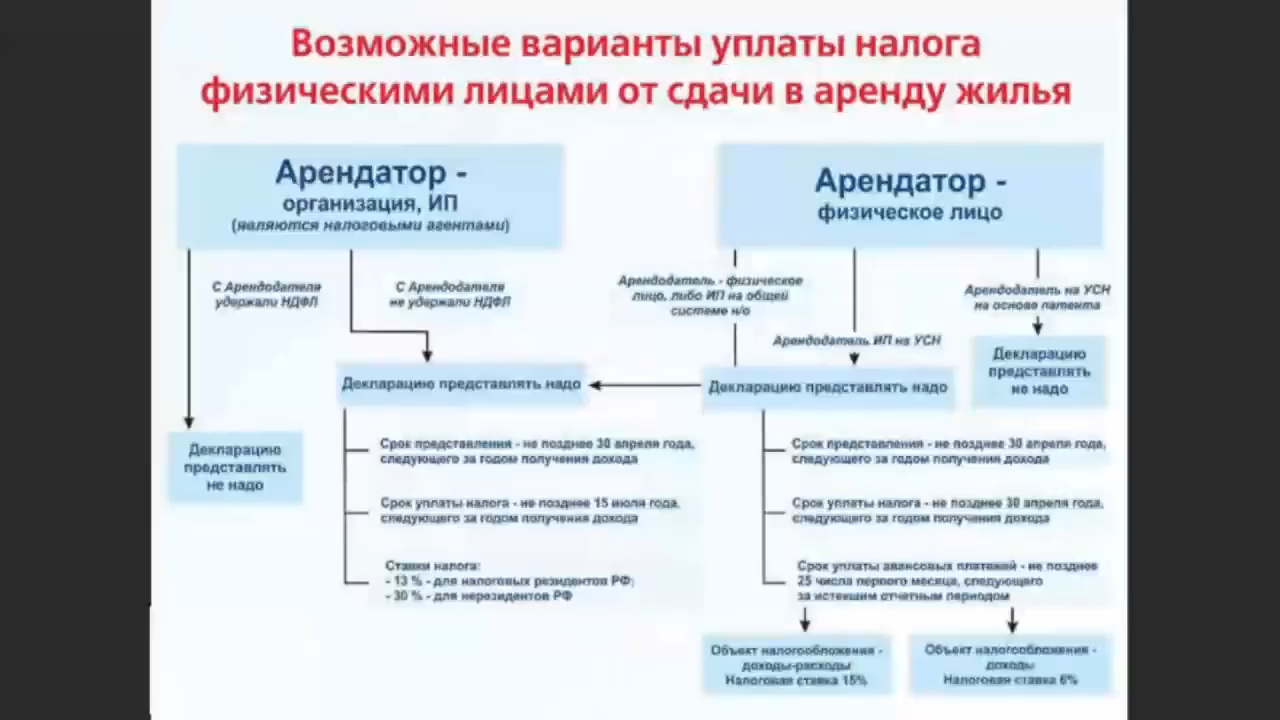 Возможные варианты уплаты налога
физическими лицами от сдачи в аренду жилья
Арендатор -
организация, ИП
(являются налоговыми агентами)
Арендатор -
физическое лицо
С Арендодателя
удержали НДФЛ
С Арендодателя
не удержали НДФЛ
Арендодатель - физическое
лицо, либо ИП на общей
системе н/о
Арендодатель ИП на УСН
Арендодатель на УСН
на основе патента
Декларацию
представлять
не надо
Декларацию представлять надо
Декларацию представлять надо
Декларацию
представлять
не надо
Срок представления - не позднее 30 апреля года,
следующего за годом получения дохода
Срок уплаты налога - не позднее 15 июля года,
следующего за годом получения дохода
Ставки налога:
- 13 % - для налоговых резидентов РФ;
- 30 % - для нерезидентов РФ
Срок представления - не позднее 30 апреля года,
следующего за годом получения дохода
Срок уплаты налога - не позднее 30 апреля года,
следующего за годом получения дохода
Срок уплаты авансовых платежей - не позднее
25 числа первого месяца, следующего
за истекшим отчетным периодом
Объект налогообложения -
доходы-расходы
Налоговая ставка 15%
Объект налогообложения -
доходы
Налоговая ставка 6%